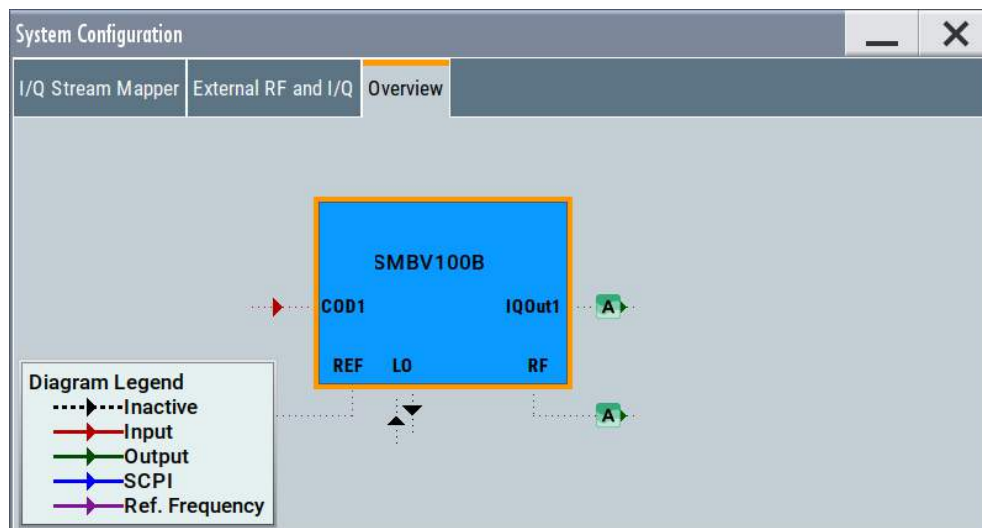 System Configuration
I/Q Stream Mapper External RF and I/Q Overview
SMBV100B
COD1 IQOut1 A
REF LO RF
A
Diagram Legend
Inactive
Input
Output
SCPI
Ref. Frequency